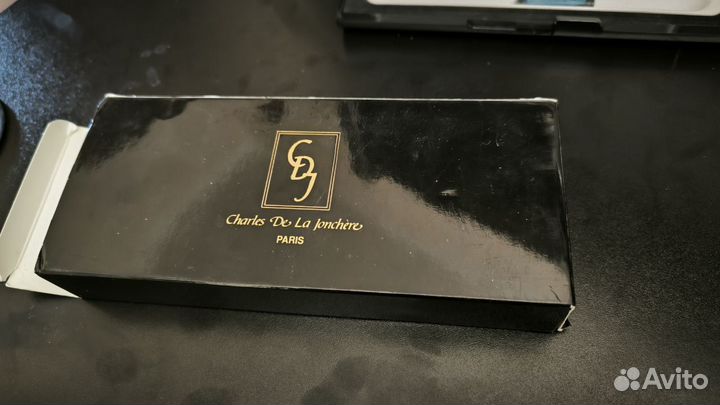 CDJ
Charles De La Jonchère
PARIS
Avito